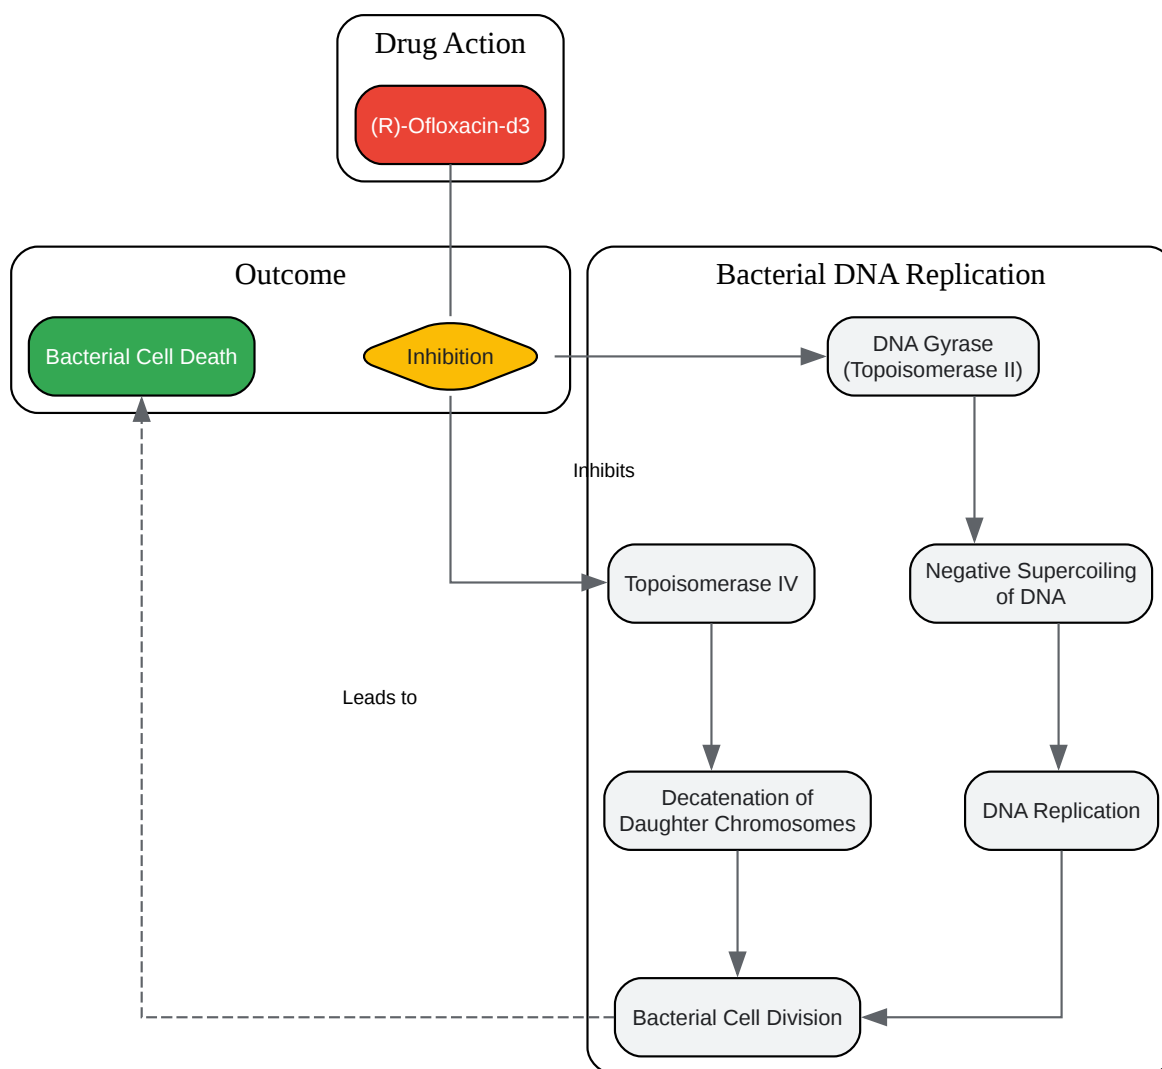 Drug Action
(R)-Ofloxacin-d3
Outcome
Bacterial DNA Replication
Bacterial Cell Death
Inhibition
DNA Gyrase
(Topoisomerase II)
Inhibits
Topoisomerase IV
Negative Supercoiling
of DNA
Leads to
Decatenation of
Daughter Chromosomes
DNA Replication
Bacterial Cell Division